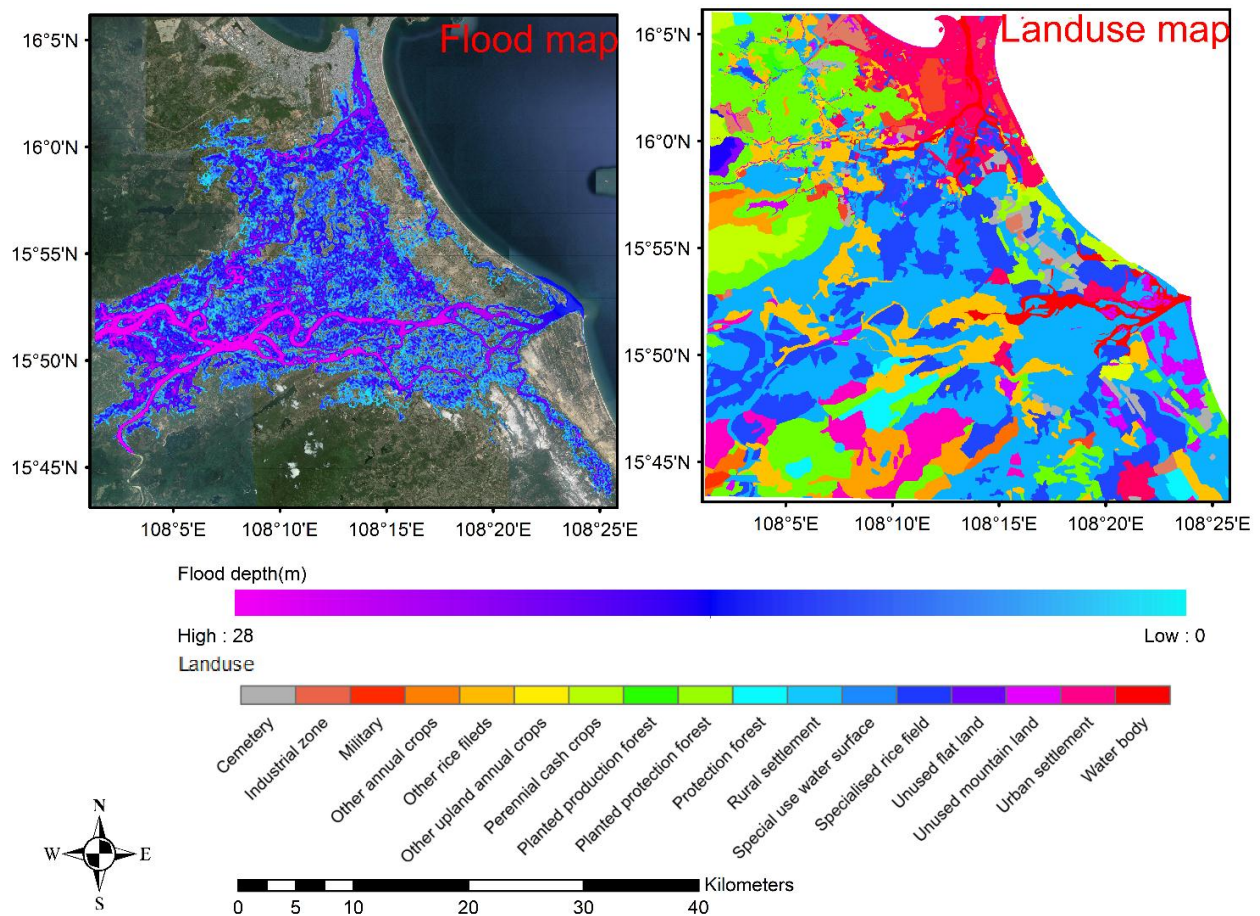 Flood map
Landuse map
16°5'N
16°0'N
15°55'N
15°50'N
15°45'N
108°5'E
108°10'E
108°15'E
108°20'E
108°25'E
16°5'N
16°0'N
15°55'N
15°50'N
15°45'N
108°5'E
108°10'E
108°15'E
108°20'E
108°25'E
Flood depth(m)
High : 28
Low : 0
Landuse
Cemetery
Industrial zone
Military
Other annual crops
Other rice fileds
Other upland annual crops
Perennial cash crops
Planted production forest
Planted protection forest
Protection forest
Rural settlement
Special use water surface
Specialised rice field
Unused flat land
Unused mountain land
Urban settlement
Water body
N
W
E
S
Kilometers
0
5
10
20
30
40